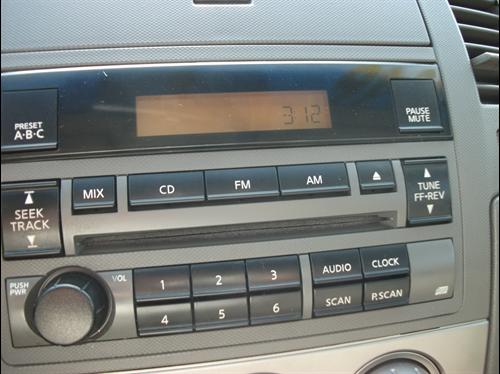 PRESET
A·B·C
3:12
PAUSE
MUTE
SEEK
TRACK
MIX
CD
FM
AM
TUNE
FF·REV
PUSH
PWR
VOL
1
2
3
4
5
6
AUDIO
CLOCK
SCAN
P.SCAN